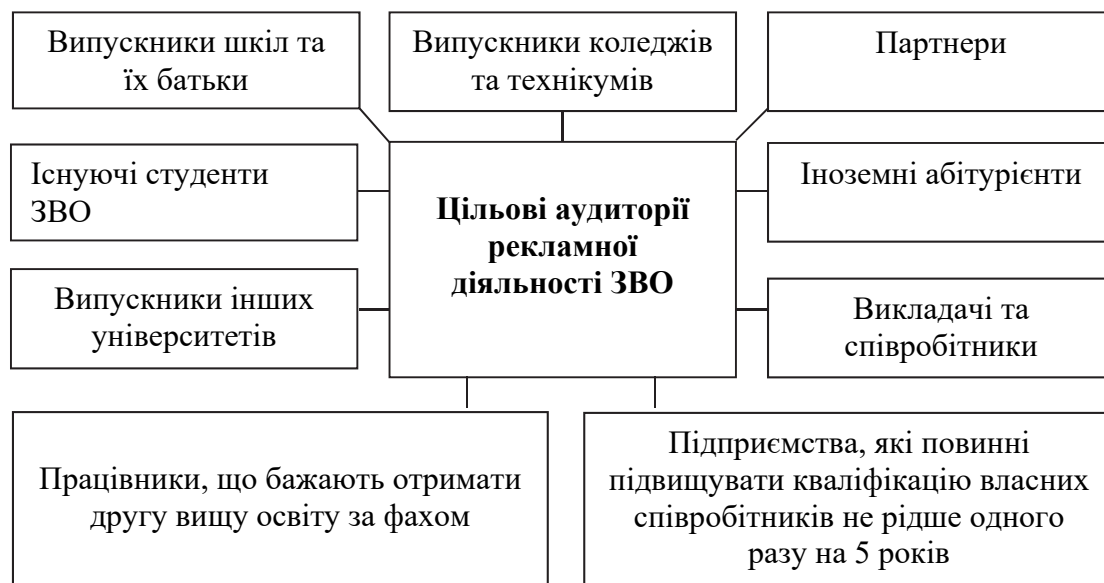 Випускники шкіл та
їх батьки
Випускники коледжів
та технікумів
Партнери
Існуючі студенти
ЗВО
Цільові аудиторії
рекламної
діяльності ЗВО
Іноземні абітурієнти
Випускники інших
університетів
Викладачі та
співробітники
Працівники, що бажають отримати
другу вищу освіту за фахом
Підприємства, які повинні
підвищувати кваліфікацію власних
співробітників не рідше одного
разу на 5 років